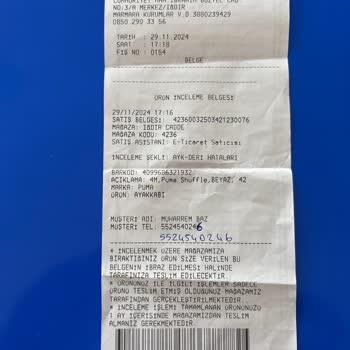 NO.3/A MERKEZ/IĞDIR
MARMARA KURUMLAR V.D.3880239429
0850 290 33 56
TARİH : 29.11.2024
SAAT : 17:18
FİŞ NO : 0154
BELGE
ÜRÜN İNCELEME BELGESİ
29/11/2024 17:16
SATIŞ BELGESİ: 42360032503421230076
MAĞAZA: IĞDIR CADDE
MAĞAZA KODU: 4236
SATIŞ ASİSTANI: E-Ticaret Satıcısı
İNCELEME ŞEKLİ: AYK-DERİ HATALARI
BARKOD: 4099686321932
AÇIKLAMA: 4M,Puma Shuffle,BEYAZ, 42
MARKA: PUMA
ÜRÜN: AYAKKABI
MÜŞTERİ ADI: MUHARREM BAZ
MÜŞTERİ TEL: 5524540246
5524540246
* İNCELENMEK ÜZERE MAĞAZAMIZA
BIRAKTIĞINIZ ÜRÜN SİZE VERİLEN BU
BELGENİN İBRAZ EDİLMESİ HALİNDE
TARAFINIZA TESLİM EDİLECEKTİR.
* ÜRÜNÜNÜZ İLE İLGİLİ İŞLEMLER SADECE
ÜRÜNÜ TESLİM ETMİŞ OLDUĞUNUZ MAĞAZAMIZ
TARAFINDAN GERÇEKLEŞTİRİLMEKTEDİR.
* İNCELEME İŞLEMİ TAMAMLANAN ÜRÜNÜNÜZÜ
1 AY İÇERİSİNDE MAĞAZAMIZDAN TESLİM
ALMANIZ GEREKMEKTEDİR.